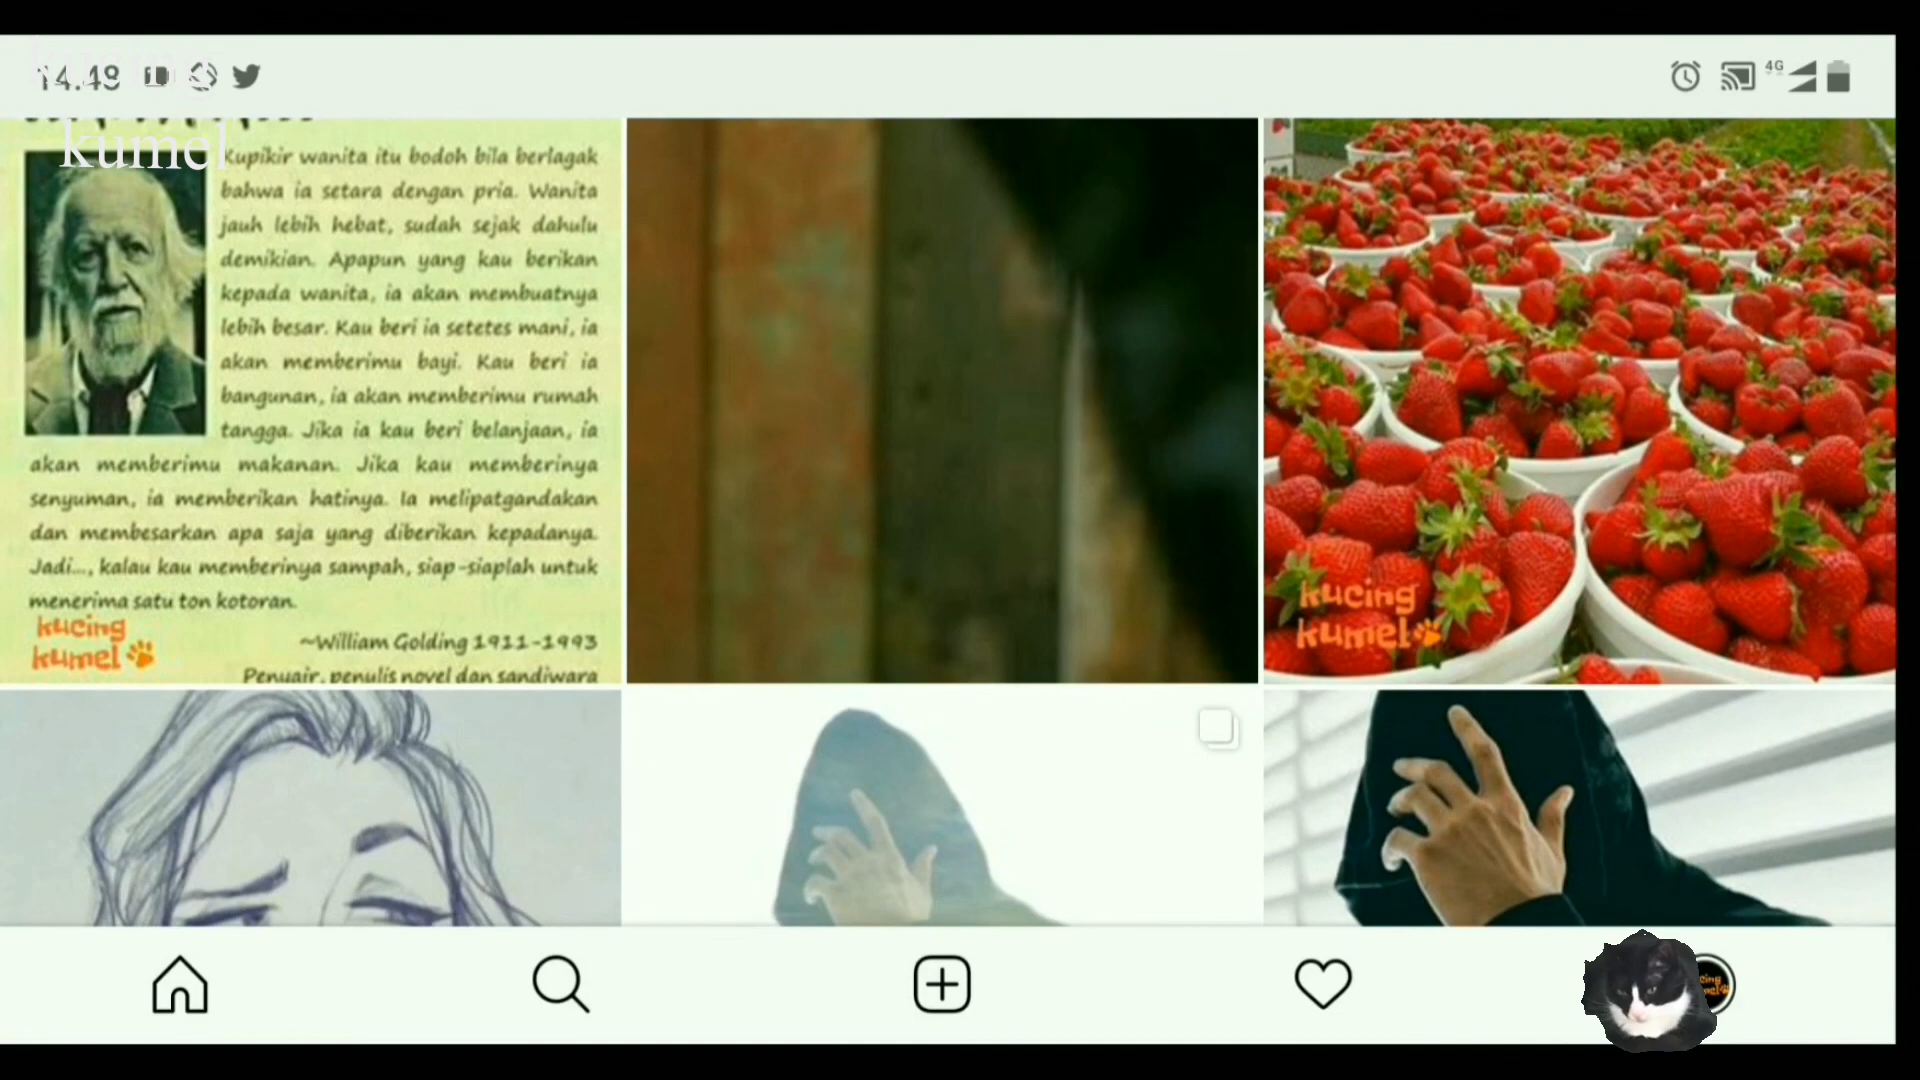 14.49
4G
kumel
Kupikir wanita itu bodoh bila berlagak
bahwa ia setara dengan pria. Wanita
jauh lebih hebat, sudah sejak dahulu
demikian. Apapun yang kau berikan
kepada wanita, ia akan membuatnya
lebih besar. Kau beri ia setetes mani, ia
akan memberimu bayi. Kau beri ia
bangunan, ia akan memberimu rumah
tangga. Jika ia kau beri belanjaan, ia
akan memberimu makanan. Jika kau memberinya
senyuman, ia memberikan hatinya. Ia melipatgandakan
dan membesarkan apa saja yang diberikan kepadanya.
Jadi..., kalau kau memberinya sampah, siap-siaplah untuk
menerima satu ton kotoran.
kucing
kumel
~William Golding 1911-1993
Penyair, penulis novel dan sandiwara
kucing
kumel